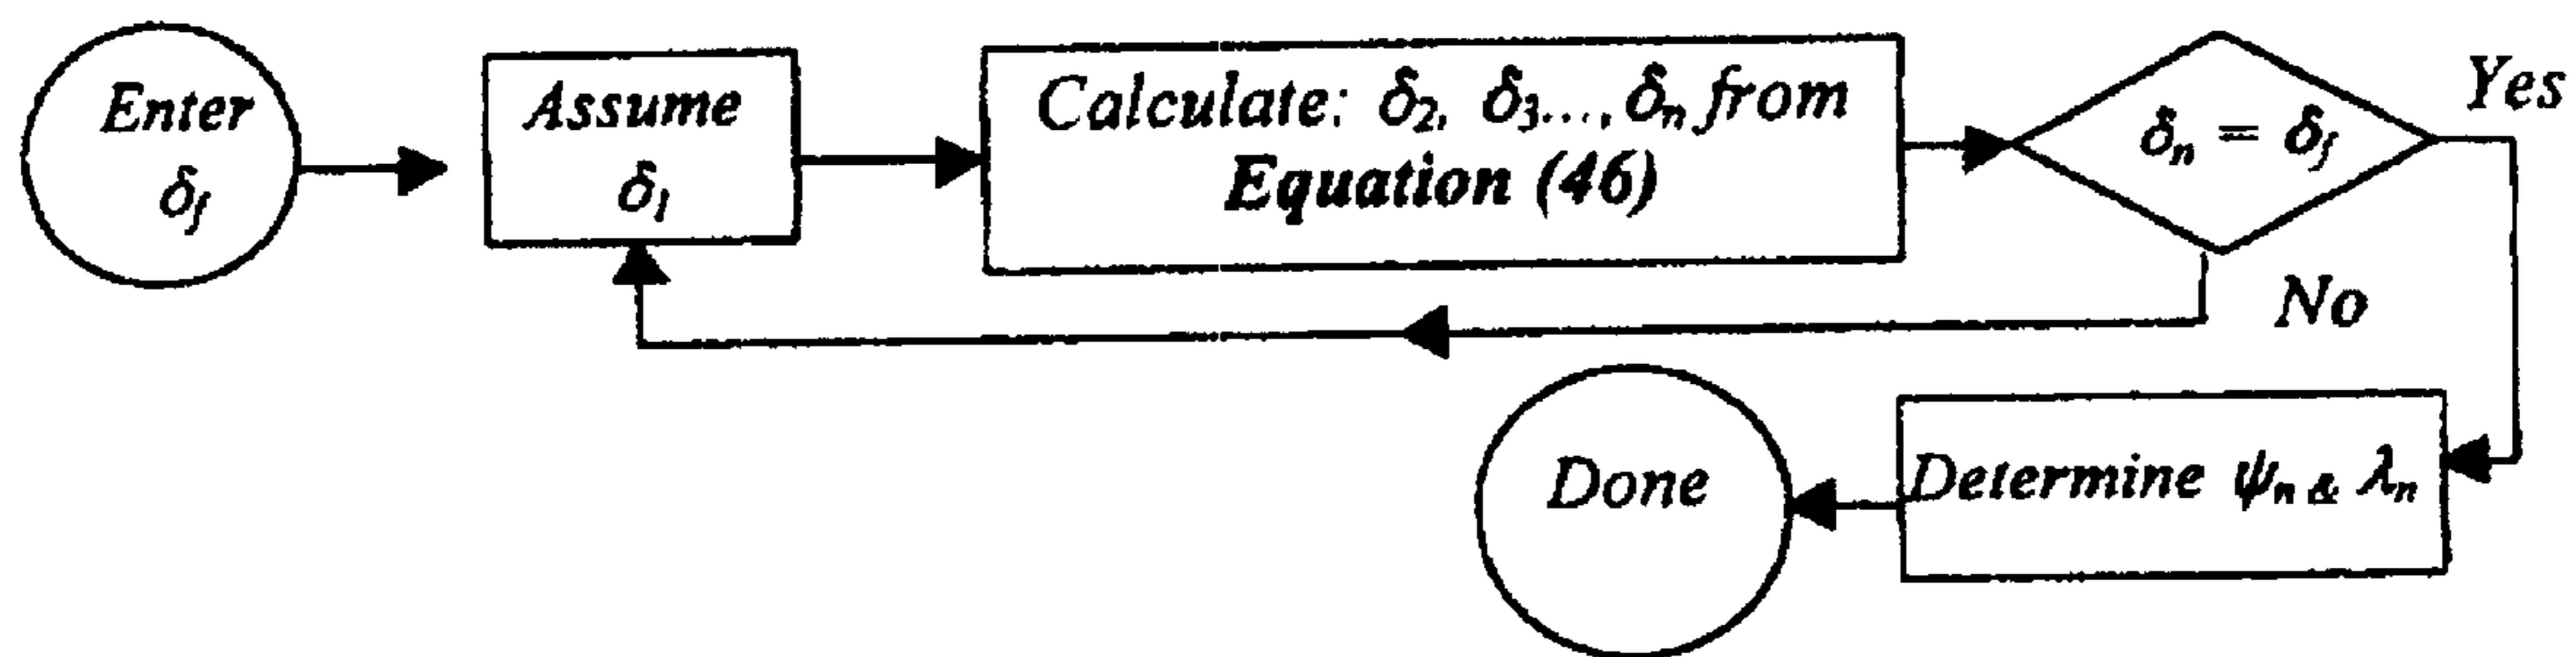 Enter
δf
Assume
δ1
Calculate: δ2, δ3..., δn from
Equation (46)
δn = δf
Yes
No
Determine ψn & λn
Done